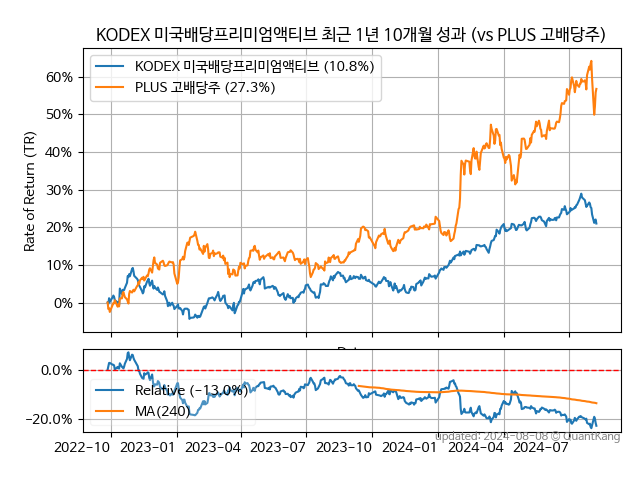 KODEX 미국배당프리미엄액티브 최근 1년 10개월 성과 (vs PLUS 고배당주)
KODEX 미국배당프리미엄액티브 (10.8%)
PLUS 고배당주 (27.3%)
Rate of Return (TR)
60%
50%
40%
30%
20%
10%
0%
0.0%
−20.0%
Relative (−13.0%)
MA(240)
2022−10 2023−01 2023−04 2023−07 2023−10 2024−01 2024−04 2024−07
Updated: 2024−08−08 © QuantKang